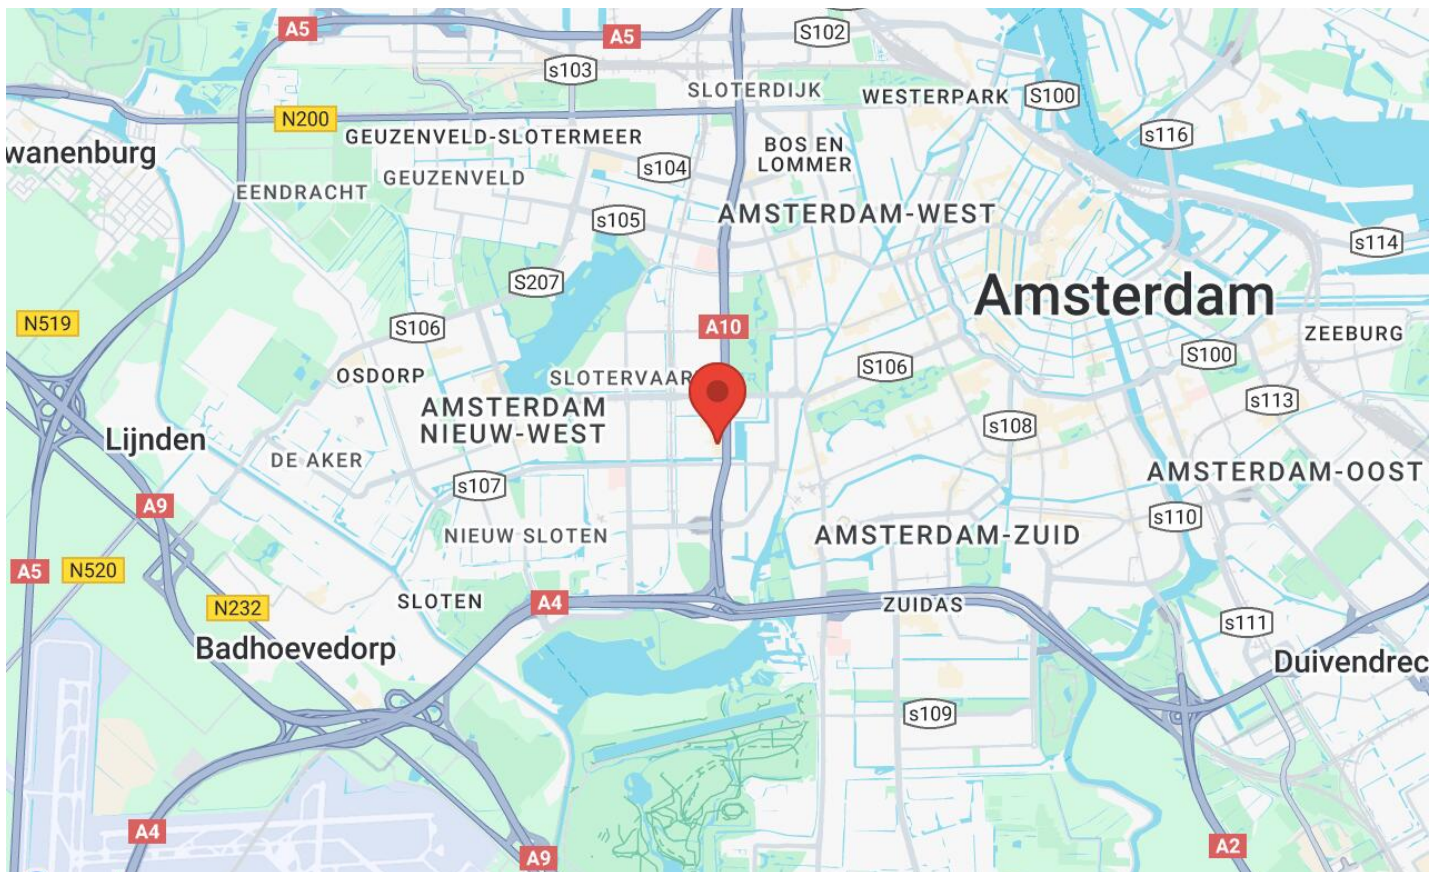 A5
A5
S102
s103
SLOTERDIJK
WESTERPARK
S100
N200
GEUZENVELD-SLOTERMEER
s116
wanenburg
BOS EN
LOMMER
s104
GEUZENVELD
EENDRACHT
s105
AMSTERDAM-WEST
s114
S207
Amsterdam
N519
S106
A10
ZEEBURG
S100
OSDORP
SLOTERVAAR
S106
AMSTERDAM
NIEUW-WEST
s113
s108
Lijnden
DE AKER
AMSTERDAM-OOST
s107
A9
s110
NIEUW SLOTEN
AMSTERDAM-ZUID
A5
N520
SLOTEN
A4
ZUIDAS
N232
s111
Badhoevedorp
Duivendrec
s109
A4
A2
A9